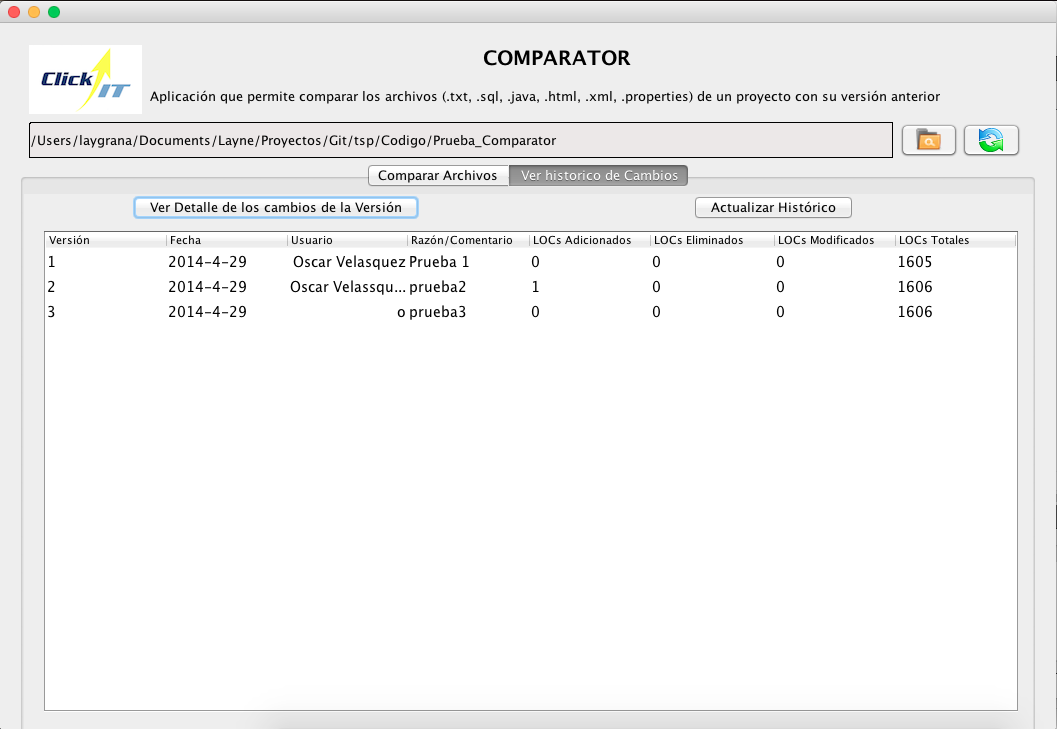 Click IT
COMPARATOR
Aplicación que permite comparar los archivos (.txt, .sql, .java, .html, .xml, .properties) de un proyecto con su versión anterior
/Users/laygrana/Documents/Layne/Proyectos/Git/tsp/Codigo/Prueba_Comparator
Comparar Archivos Ver historico de Cambios
Ver Detalle de los cambios de la Versión Actualizar Histórico
Versión Fecha Usuario Razón/Comentario LOCs Adicionados LOCs Eliminados LOCs Modificados LOCs Totales
1 2014-4-29 Oscar Velasquez Prueba 1 0 0 0 1605
2 2014-4-29 Oscar Velassqu... prueba2 1 0 0 1606
3 2014-4-29 o prueba3 0 0 0 1606